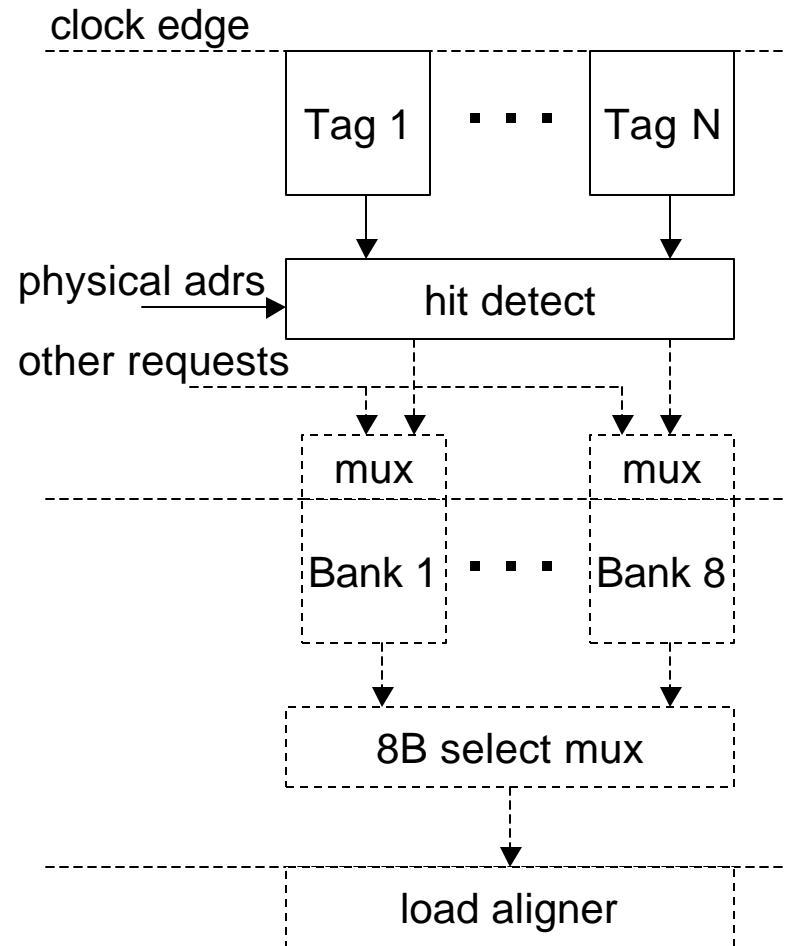 clock edge
Tag 1 ▪ ▪ ▪ Tag N
physical adrs
hit detect
other requests
mux mux
Bank 1 ▪ ▪ ▪ Bank 8
8B select mux
load aligner